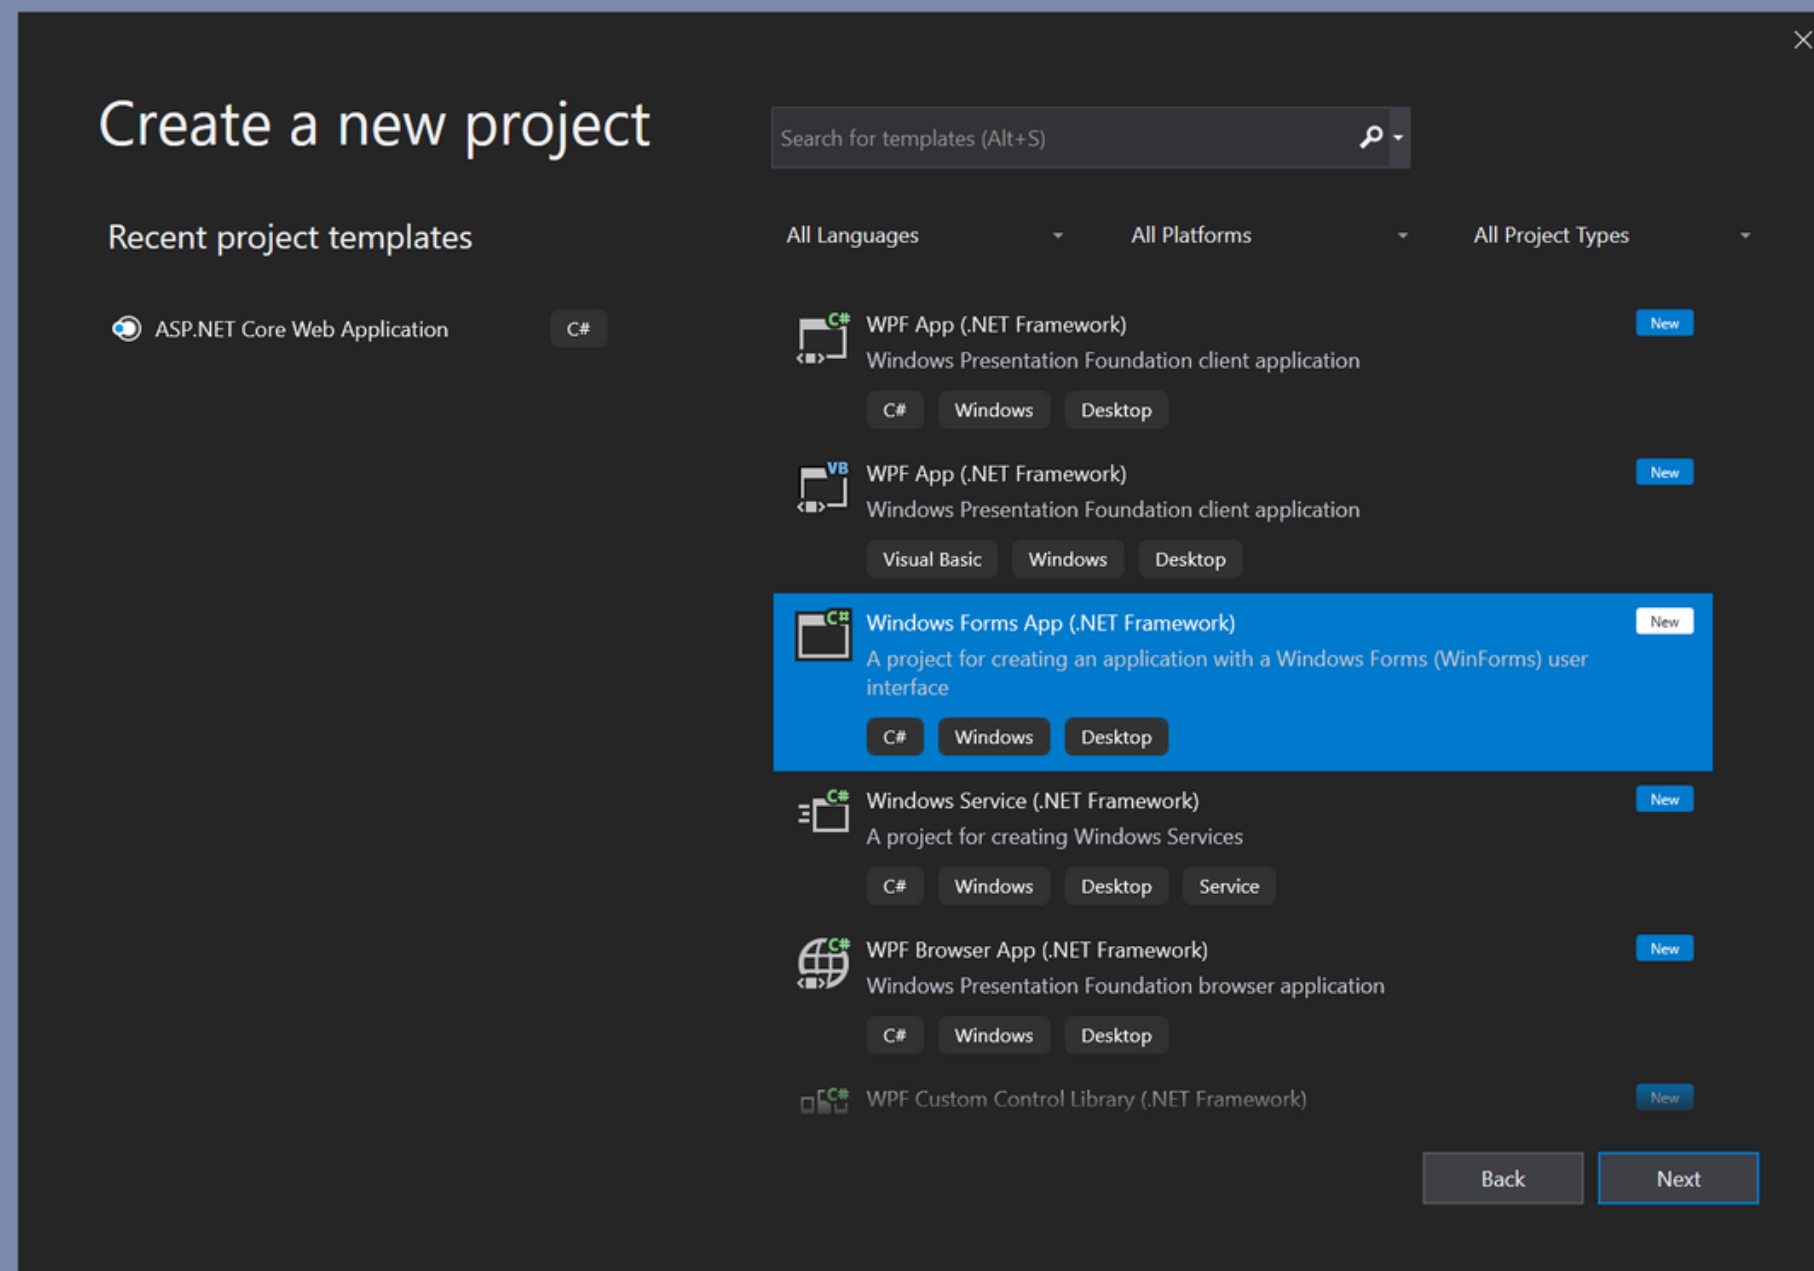 Create a new project
Search for templates (Alt+S)
Recent project templates
All Languages
All Platforms
All Project Types
ASP.NET Core Web Application
C#
C#
WPF App (.NET Framework)
New
Windows Presentation Foundation client application
C#
Windows
Desktop
VB
WPF App (.NET Framework)
New
Windows Presentation Foundation client application
Visual Basic
Windows
Desktop
C#
Windows Forms App (.NET Framework)
New
A project for creating an application with a Windows Forms (WinForms) user
interface
C#
Windows
Desktop
C#
Windows Service (.NET Framework)
New
A project for creating Windows Services
C#
Windows
Desktop
Service
C#
WPF Browser App (.NET Framework)
New
Windows Presentation Foundation browser application
C#
Windows
Desktop
C#
WPF Custom Control Library (.NET Framework)
New
Back
Next